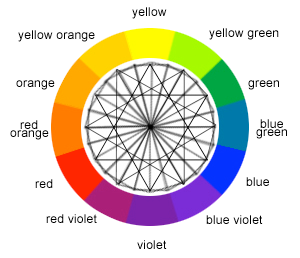 yellow
yellow green
green
blue
green
blue
blue violet
violet
red violet
red
red
orange
orange
yellow orange